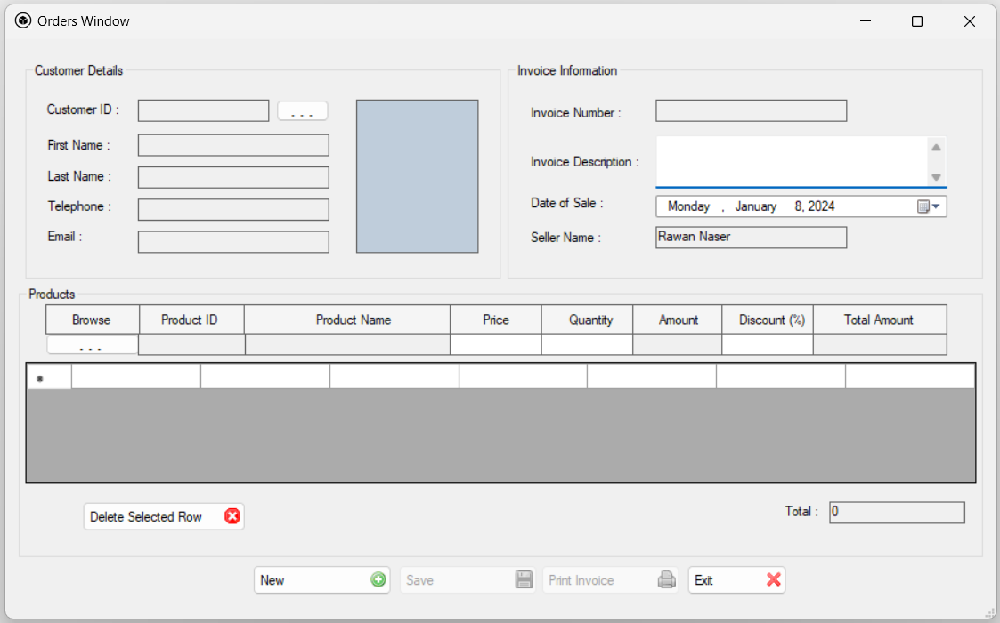 Orders Window
Customer Details
Customer ID :
. . .
First Name :
Last Name :
Telephone :
Email :
Invoice Information
Invoice Number :
Invoice Description :
Date of Sale :
Monday , January 8, 2024
Seller Name :
Rawan Naser
Products
Browse Product ID Product Name Price Quantity Amount Discount (%) Total Amount
. . .
Delete Selected Row
Total : 0
New Save Print Invoice Exit